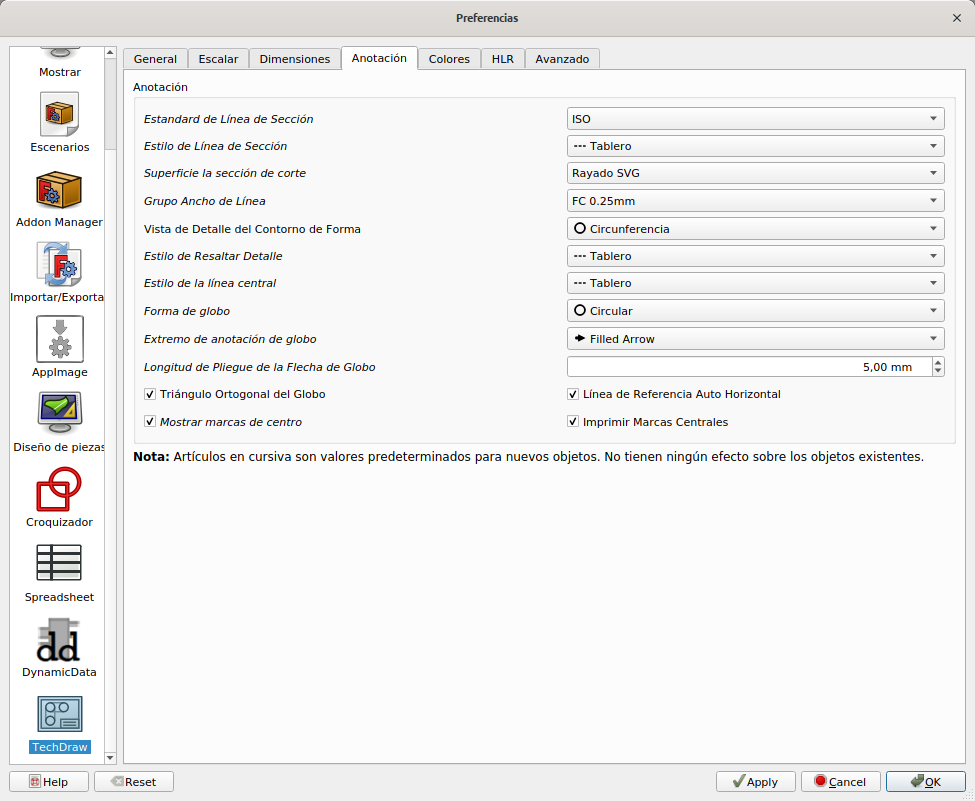 Preferencias
Mostrar
Escenarios
Addon Manager
Importar/Exporta
AppImage
Diseño de piezas
Croquizador
Spreadsheet
dd
DynamicData
TechDraw
General Escalar Dimensiones Anotación Colores HLR Avanzado
Anotación
Estandard de Línea de Sección ISO
Estilo de Línea de Sección --- Tablero
Superficie la sección de corte Rayado SVG
Grupo Ancho de Línea FC 0.25mm
Vista de Detalle del Contorno de Forma Circunferencia
Estilo de Resaltar Detalle --- Tablero
Estilo de la línea central --- Tablero
Forma de globo Circular
Extremo de anotación de globo Filled Arrow
Longitud de Pliegue de la Flecha de Globo 5,00 mm
Triángulo Ortogonal del Globo Línea de Referencia Auto Horizontal
Mostrar marcas de centro Imprimir Marcas Centrales
Nota: Artículos en cursiva son valores predeterminados para nuevos objetos. No tienen ningún efecto sobre los objetos existentes.
Help Reset Apply Cancel OK